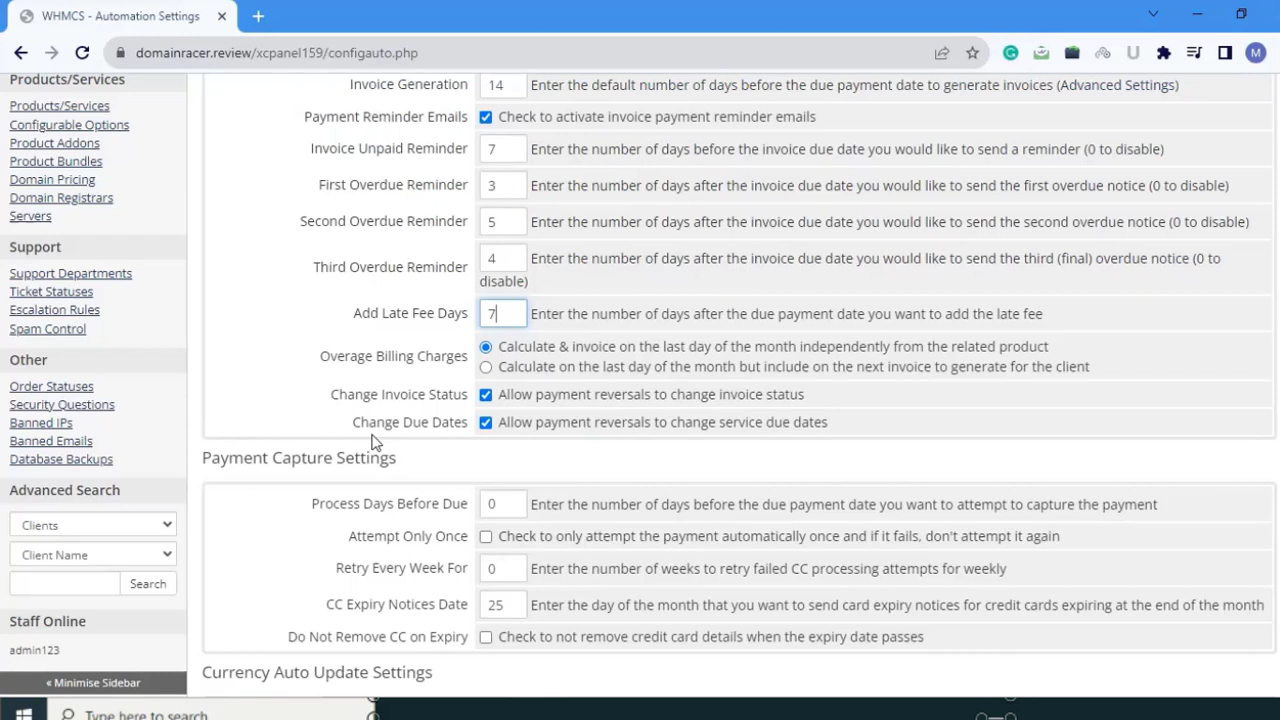 WHMCS - Automation Settings
domainracer.review/xcpanel159/configauto.php
M
Products/Services
Products/Services
Configurable Options
Product Addons
Product Bundles
Domain Pricing
Domain Registrars
Servers
Support
Support Departments
Ticket Statuses
Escalation Rules
Spam Control
Other
Order Statuses
Security Questions
Banned IPs
Banned Emails
Database Backups
Advanced Search
Clients
Client Name
Search
Staff Online
admin123
« Minimise Sidebar
Invoice Generation 14 Enter the default number of days before the due payment date to generate invoices (Advanced Settings)
Payment Reminder Emails Check to activate invoice payment reminder emails
Invoice Unpaid Reminder 7 Enter the number of days before the invoice due date you would like to send a reminder (0 to disable)
First Overdue Reminder 3 Enter the number of days after the invoice due date you would like to send the first overdue notice (0 to disable)
Second Overdue Reminder 5 Enter the number of days after the invoice due date you would like to send the second overdue notice (0 to disable)
Third Overdue Reminder 4 Enter the number of days after the invoice due date you would like to send the third (final) overdue notice (0 to
disable)
Add Late Fee Days 7 Enter the number of days after the due payment date you want to add the late fee
Overage Billing Charges Calculate & invoice on the last day of the month independently from the related product
Calculate on the last day of the month but include on the next invoice to generate for the client
Change Invoice Status Allow payment reversals to change invoice status
Change Due Dates Allow payment reversals to change service due dates
Payment Capture Settings
Process Days Before Due 0 Enter the number of days before the due payment date you want to attempt to capture the payment
Attempt Only Once Check to only attempt the payment automatically once and if it fails, don't attempt it again
Retry Every Week For 0 Enter the number of weeks to retry failed CC processing attempts for weekly
CC Expiry Notices Date 25 Enter the day of the month that you want to send card expiry notices for credit cards expiring at the end of the month
Do Not Remove CC on Expiry Check to not remove credit card details when the expiry date passes
Currency Auto Update Settings
Type here to search